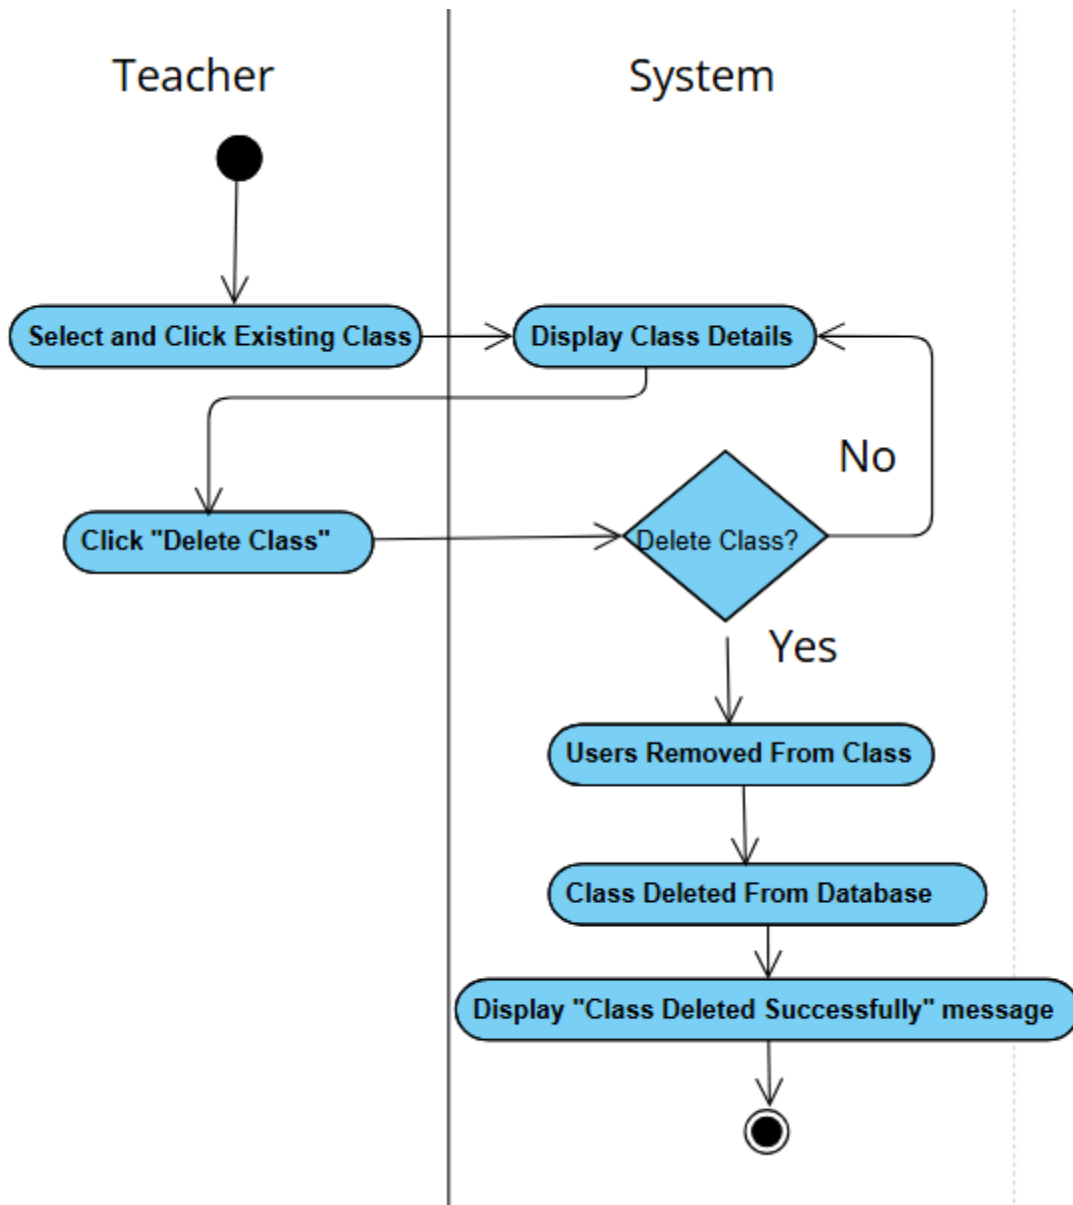 Teacher
System
Select and Click Existing Class
Display Class Details
No
Click "Delete Class"
Delete Class?
Yes
Users Removed From Class
Class Deleted From Database
Display "Class Deleted Successfully" message